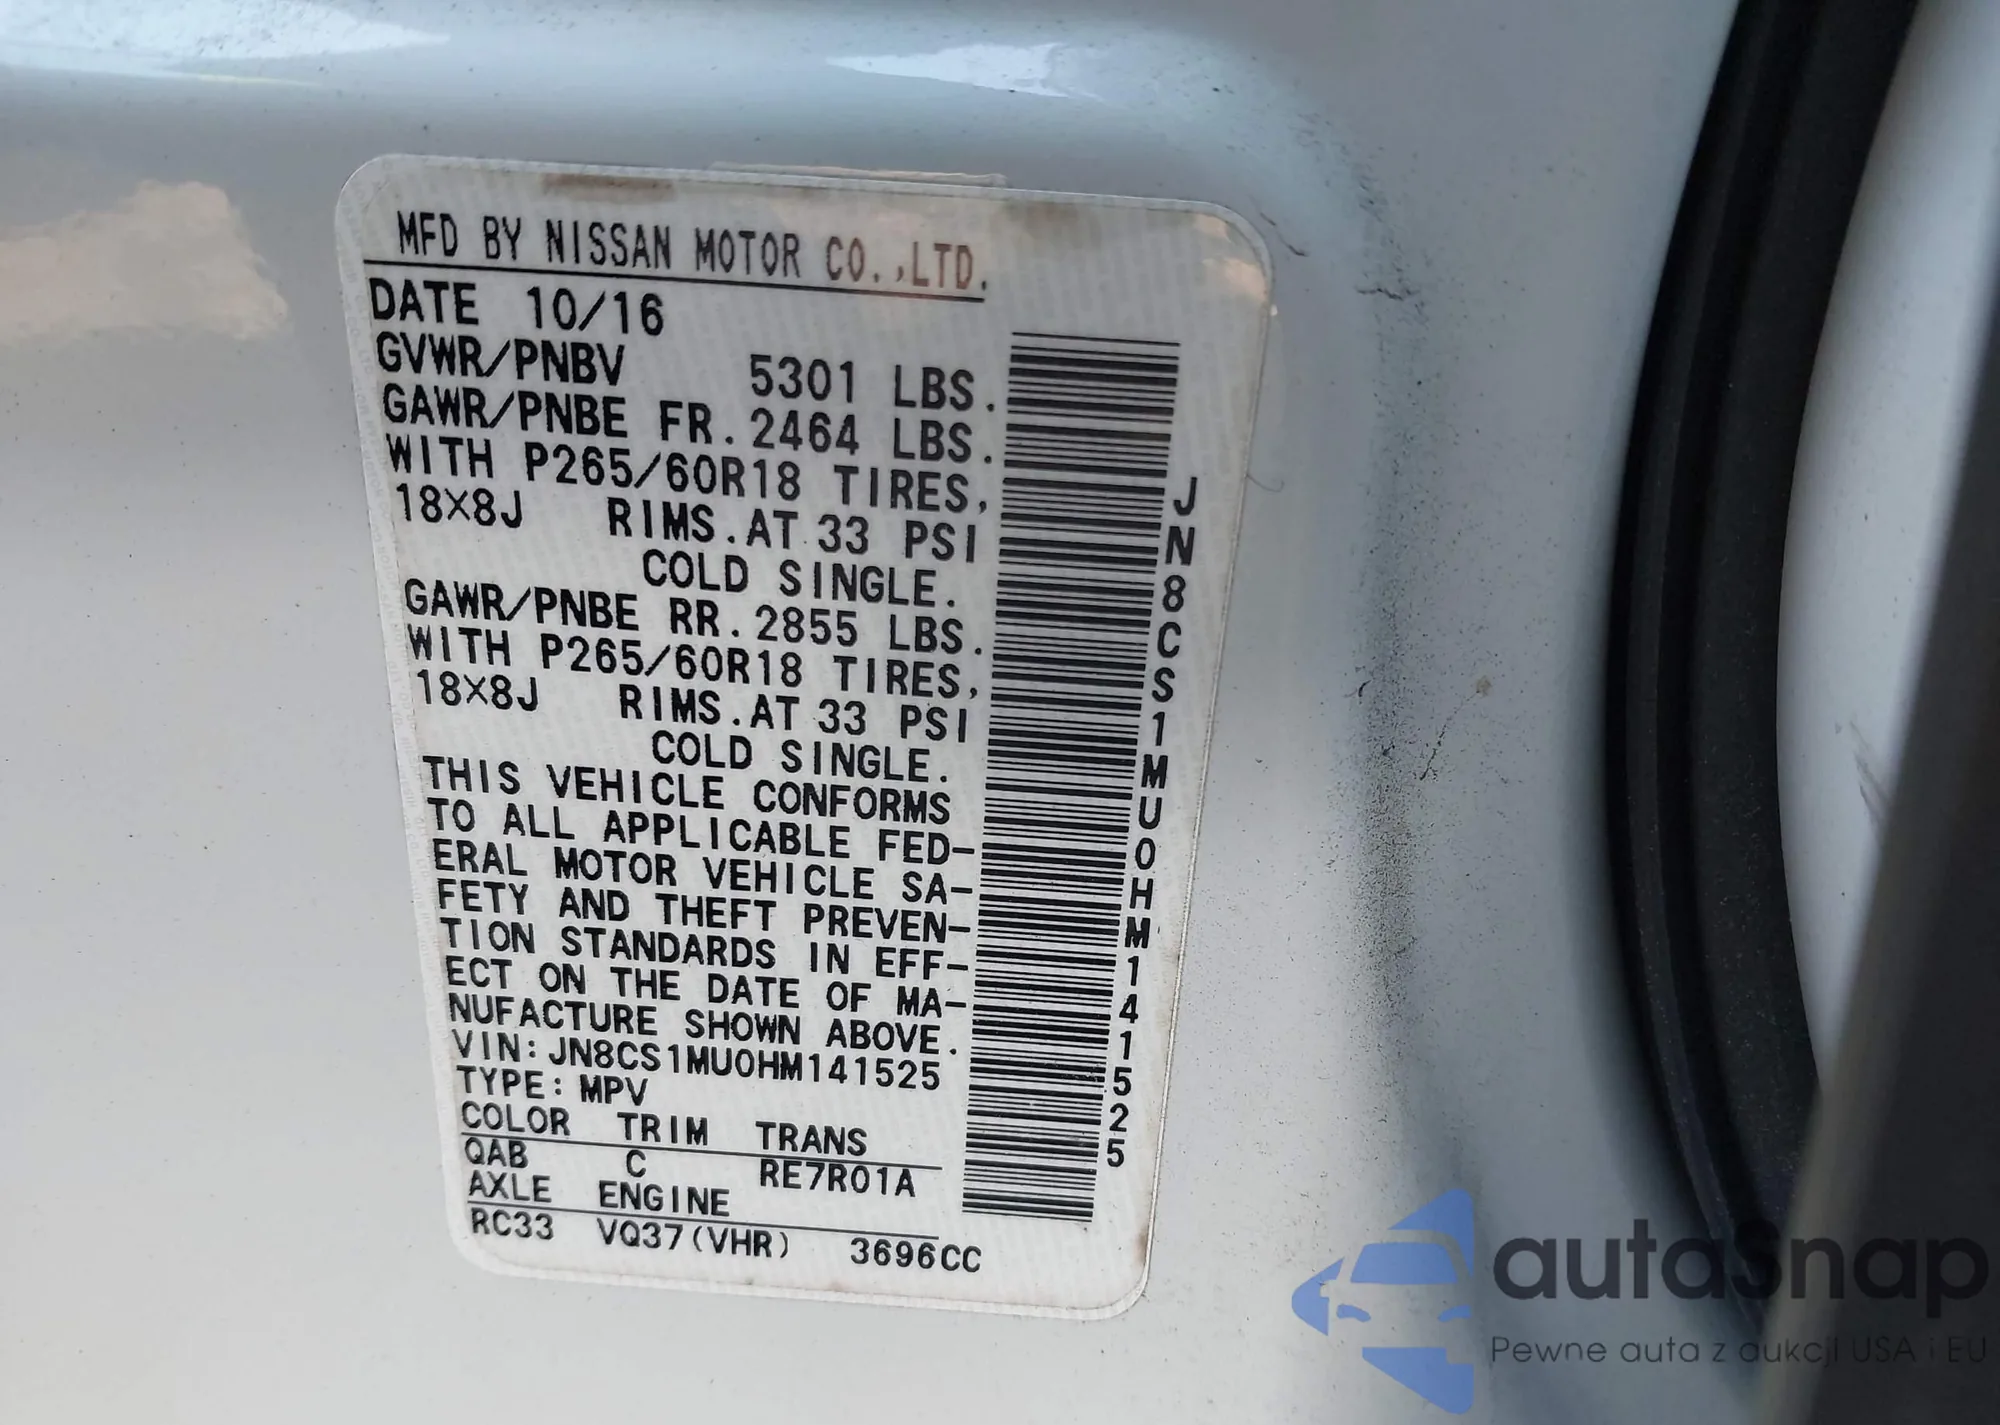 MFD BY NISSAN MOTOR CO.,LTD.
DATE 10/16
GVWR/PNBV 5301 LBS.
GAWR/PNBE FR.2464 LBS.
WITH P265/60R18 TIRES,
18X8J RIMS.AT 33 PSI
COLD SINGLE.
GAWR/PNBE RR.2855 LBS.
WITH P265/60R18 TIRES,
18X8J RIMS.AT 33 PSI
COLD SINGLE.
THIS VEHICLE CONFORMS
TO ALL APPLICABLE FED-
ERAL MOTOR VEHICLE SA-
FETY AND THEFT PREVEN-
TION STANDARDS IN EFF-
ECT ON THE DATE OF MA-
NUFACTURE SHOWN ABOVE.
VIN:JN8CS1MU0HM141525
TYPE:MPV
COLOR TRIM TRANS
QAB C RE7R01A
AXLE ENGINE
RC33 VQ37(VHR) 3696CC
JN8CS1MU0HM141525
autaSnap
Pewne auta z aukcji USA i EU